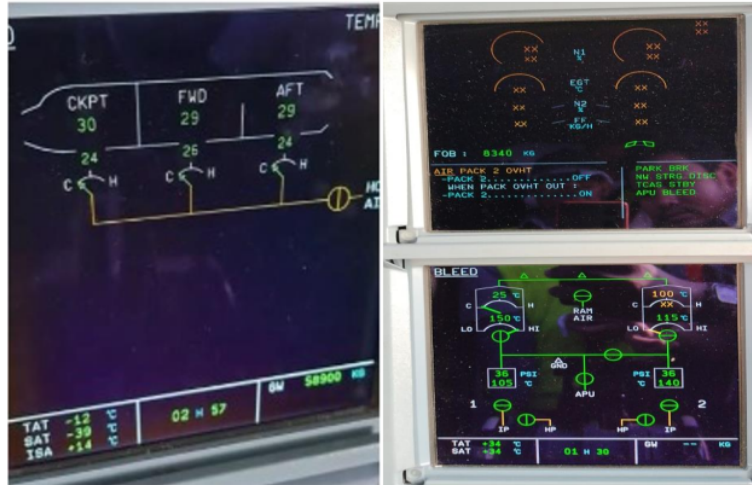 TEMP
CKPT FWD AFT
30 29 29
24 26 24
C H C H C H
TAT -12 °C
SAT -39 °C
ISA +14 °C
02 H 57
GW 58900 KG
XX
XX
XX XX
XX XX
N1
%
XX XX
EGT
°C
XX XX
N2
%
XX XX
FF
KG/H
FOB : 8340 KG
AIR PACK 2 OVHT
-PACK 2..............OFF
WHEN PACK OVHT OUT :
-PACK 2...............ON
PARK BRK
NW STRG DISC
TCAS STBY
APU BLEED
BLEED
25 °C
C H
150 °C
LO HI
RAM
AIR
100 °C
C XX H
115 °C
LO HI
GND
36 PSI
105 °C
APU
PSI 36
°C 140
1 2
IP HP HP IP
TAT +34 °C
SAT +34 °C
01 H 30
GW -- KG